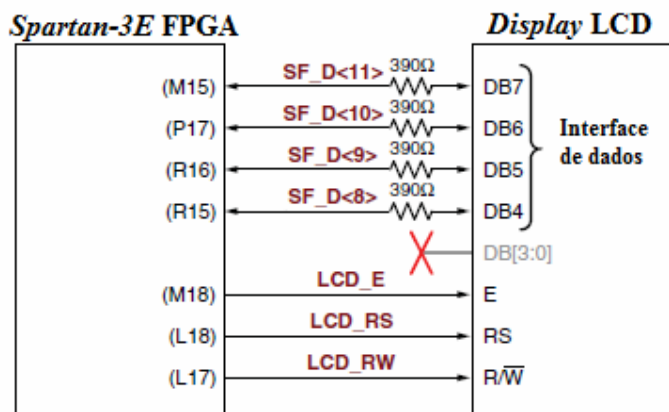 Spartan-3E FPGA
Display LCD
(M15) SF_D<11> 390Ω DB7
(P17) SF_D<10> 390Ω DB6
(R16) SF_D<9> 390Ω DB5
(R15) SF_D<8> 390Ω DB4
Interface
de dados
DB[3:0]
(M18) LCD_E E
(L18) LCD_RS RS
(L17) LCD_RW R/W̅